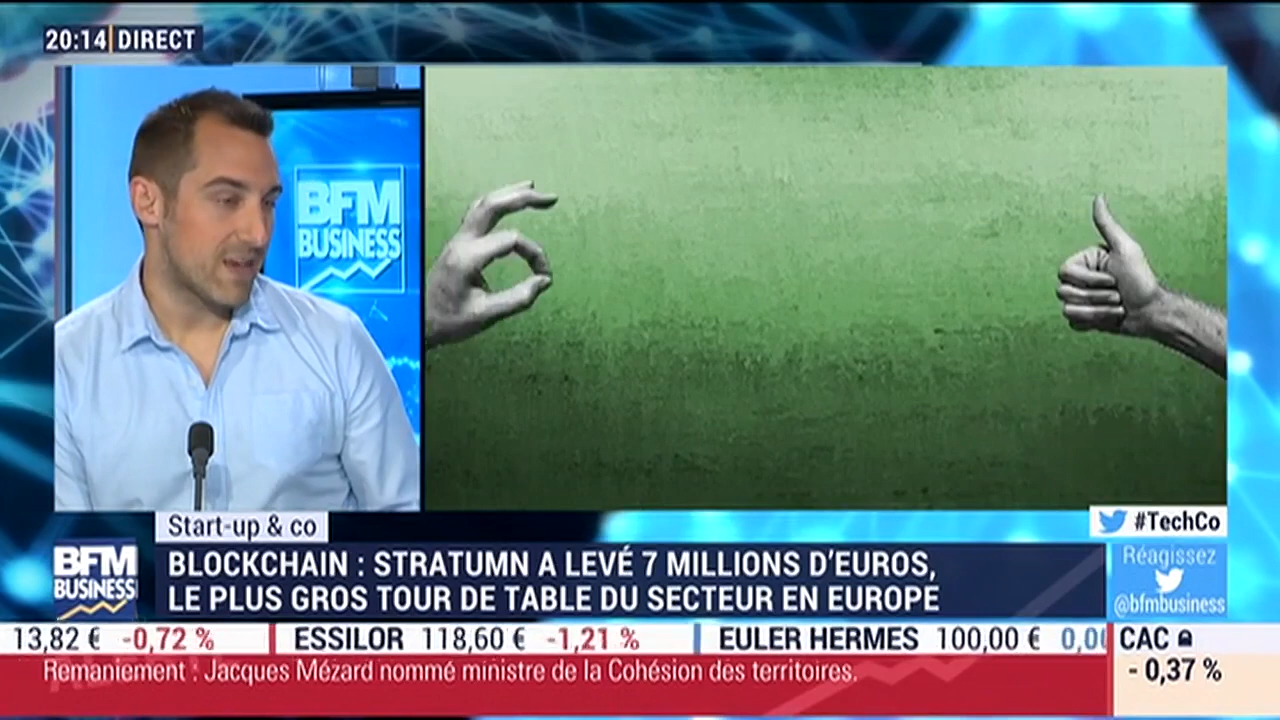 20:14 DIRECT
BFM
BUSINESS
Start-up & co
#TechCo
BFM
BUSINESS
BLOCKCHAIN : STRATUMN A LEVÉ 7 MILLIONS D'EUROS,
LE PLUS GROS TOUR DE TABLE DU SECTEUR EN EUROPE
Réagissez
@bfmbusiness
13,82 € -0,72 % ESSILOR 118,60 € -1,21 % EULER HERMES 100,00 € 0,00
CAC
- 0,37 %
Remaniement : Jacques Mézard nommé ministre de la Cohésion des territoires.